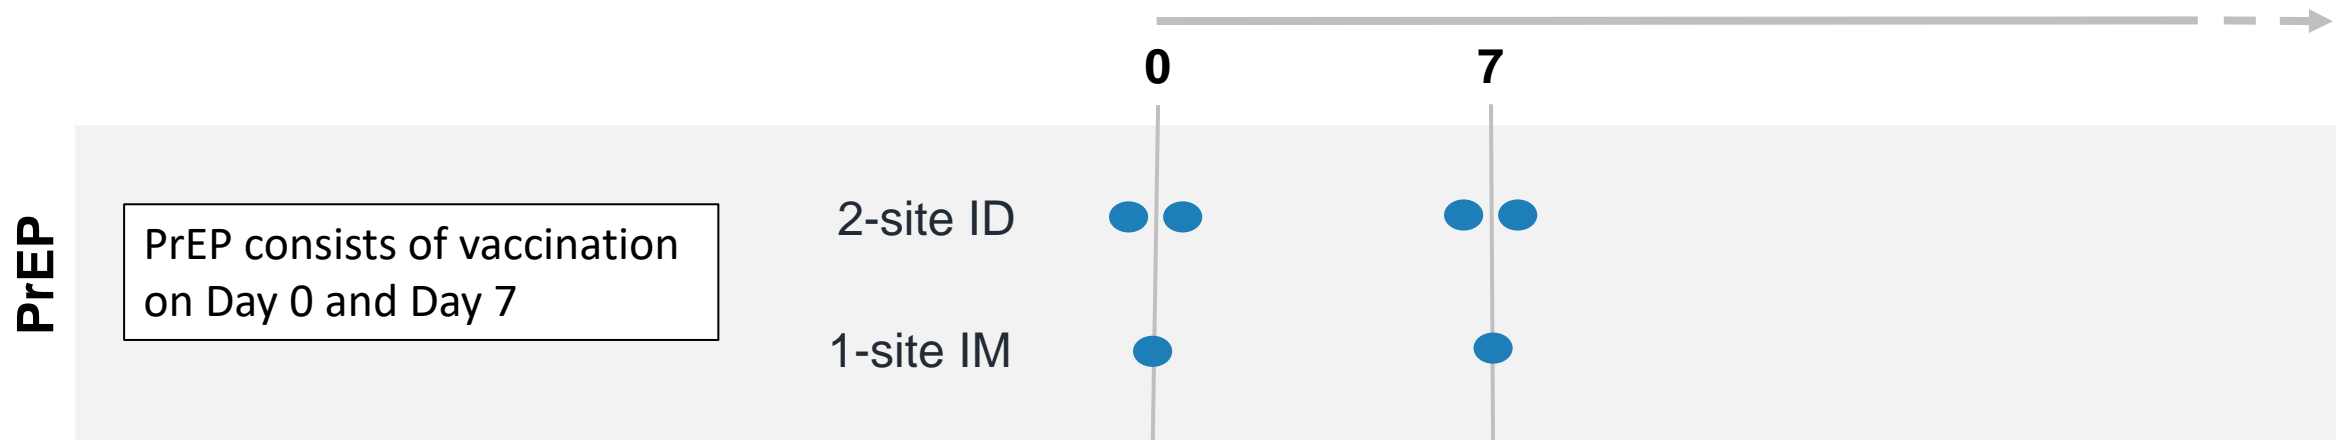 0
7
PrEP
PrEP consists of vaccination
on Day 0 and Day 7
2-site ID
1-site IM